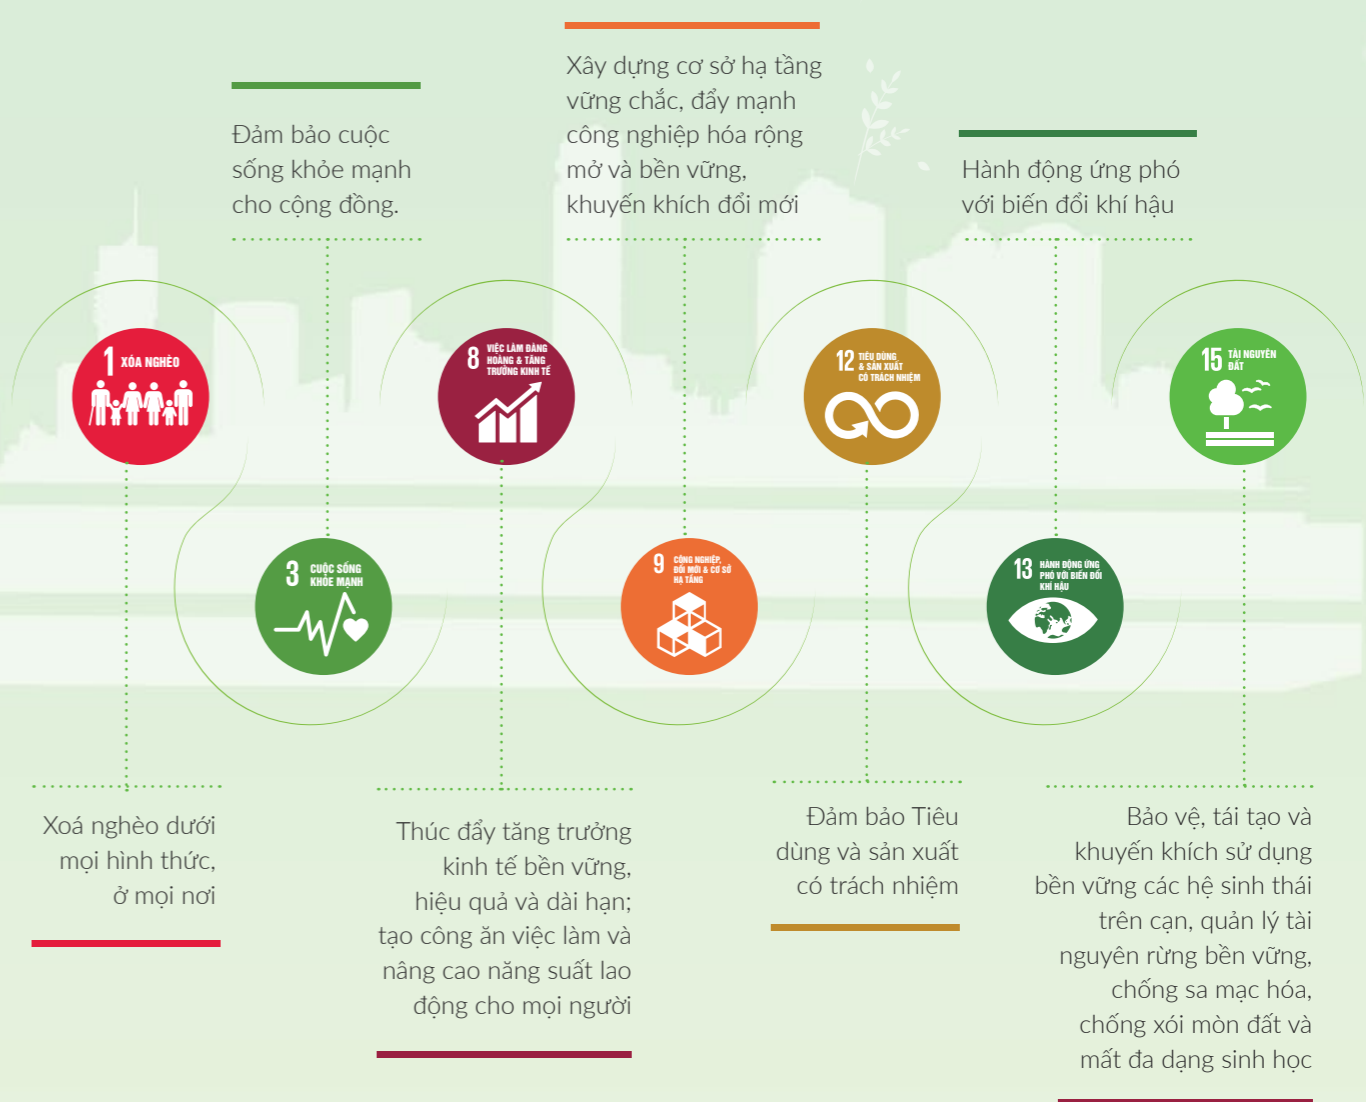 Xây dựng cơ sở hạ tầng
vững chắc, đẩy mạnh
công nghiệp hóa rộng
mở và bền vững,
khuyến khích đổi mới
Đảm bảo cuộc
sống khỏe mạnh
cho cộng đồng.
Hành động ứng phó
với biến đổi khí hậu
1 XÓA NGHÈO
8 VIỆC LÀM ĐÀNG
HOÀNG & TĂNG
TRƯỞNG KINH TẾ
12 TIÊU DÙNG
& SẢN XUẤT
CÓ TRÁCH NHIỆM
15 TÀI NGUYÊN
ĐẤT
3 CUỘC SỐNG
KHỎE MẠNH
9 CÔNG NGHIỆP,
ĐỔI MỚI & CƠ SỞ
HẠ TẦNG
13 HÀNH ĐỘNG ỨNG
PHÓ VỚI BIẾN ĐỔI
KHÍ HẬU
Xoá nghèo dưới
mọi hình thức,
ở mọi nơi
Thúc đẩy tăng trưởng
kinh tế bền vững,
hiệu quả và dài hạn;
tạo công ăn việc làm và
nâng cao năng suất lao
động cho mọi người
Đảm bảo Tiêu
dùng và sản xuất
có trách nhiệm
Bảo vệ, tái tạo và
khuyến khích sử dụng
bền vững các hệ sinh thái
trên cạn, quản lý tài
nguyên rừng bền vững,
chống sa mạc hóa,
chống xói mòn đất và
mất đa dạng sinh học